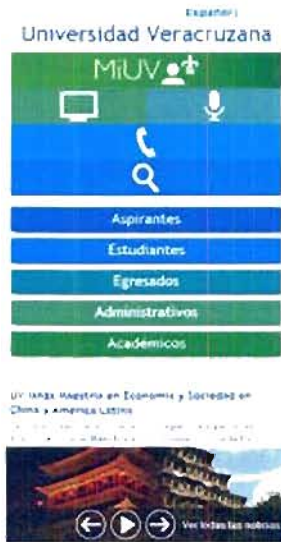 Español
Universidad Veracruzana
MiUV
Aspirantes
Estudiantes
Egresados
Administrativos
Académicos
UV lanza Maestría en Economía y Sociedad en
China y América Latina
Ver todas las noticias